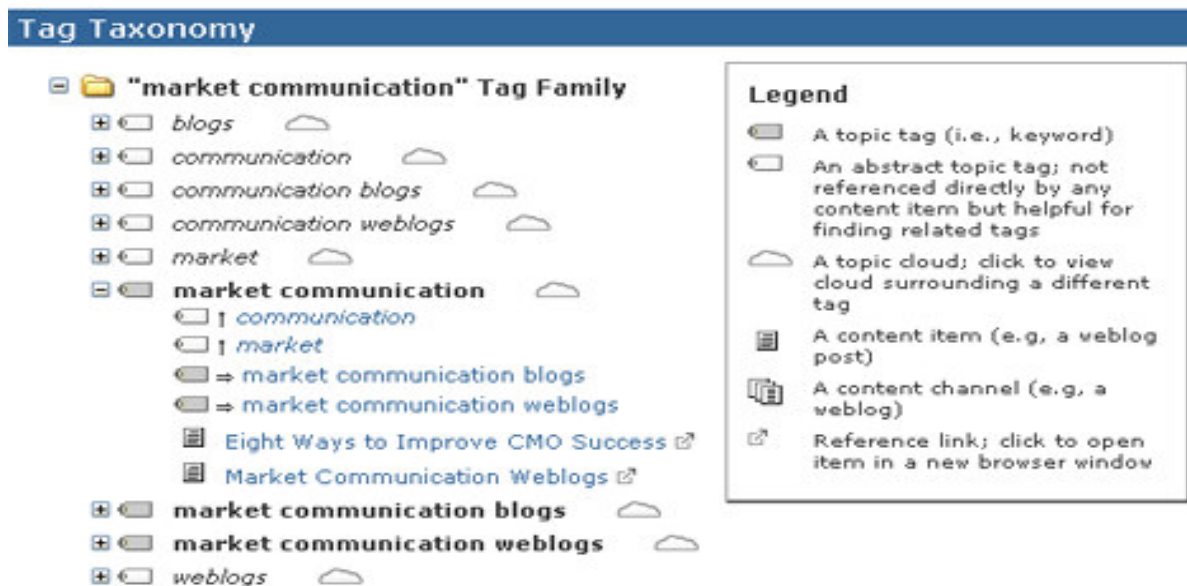 Tag Taxonomy
"market communication" Tag Family
blogs
communication
communication blogs
communication weblogs
market
market communication
↑ communication
↑ market
⇒ market communication blogs
⇒ market communication weblogs
Eight Ways to Improve CMO Success
Market Communication Weblogs
market communication blogs
market communication weblogs
weblogs
Legend
A topic tag (i.e., keyword)
An abstract topic tag; not
referenced directly by any
content item but helpful for
finding related tags
A topic cloud; click to view
cloud surrounding a different
tag
A content item (e.g, a weblog
post)
A content channel (e.g, a
weblog)
Reference link; click to open
item in a new browser window